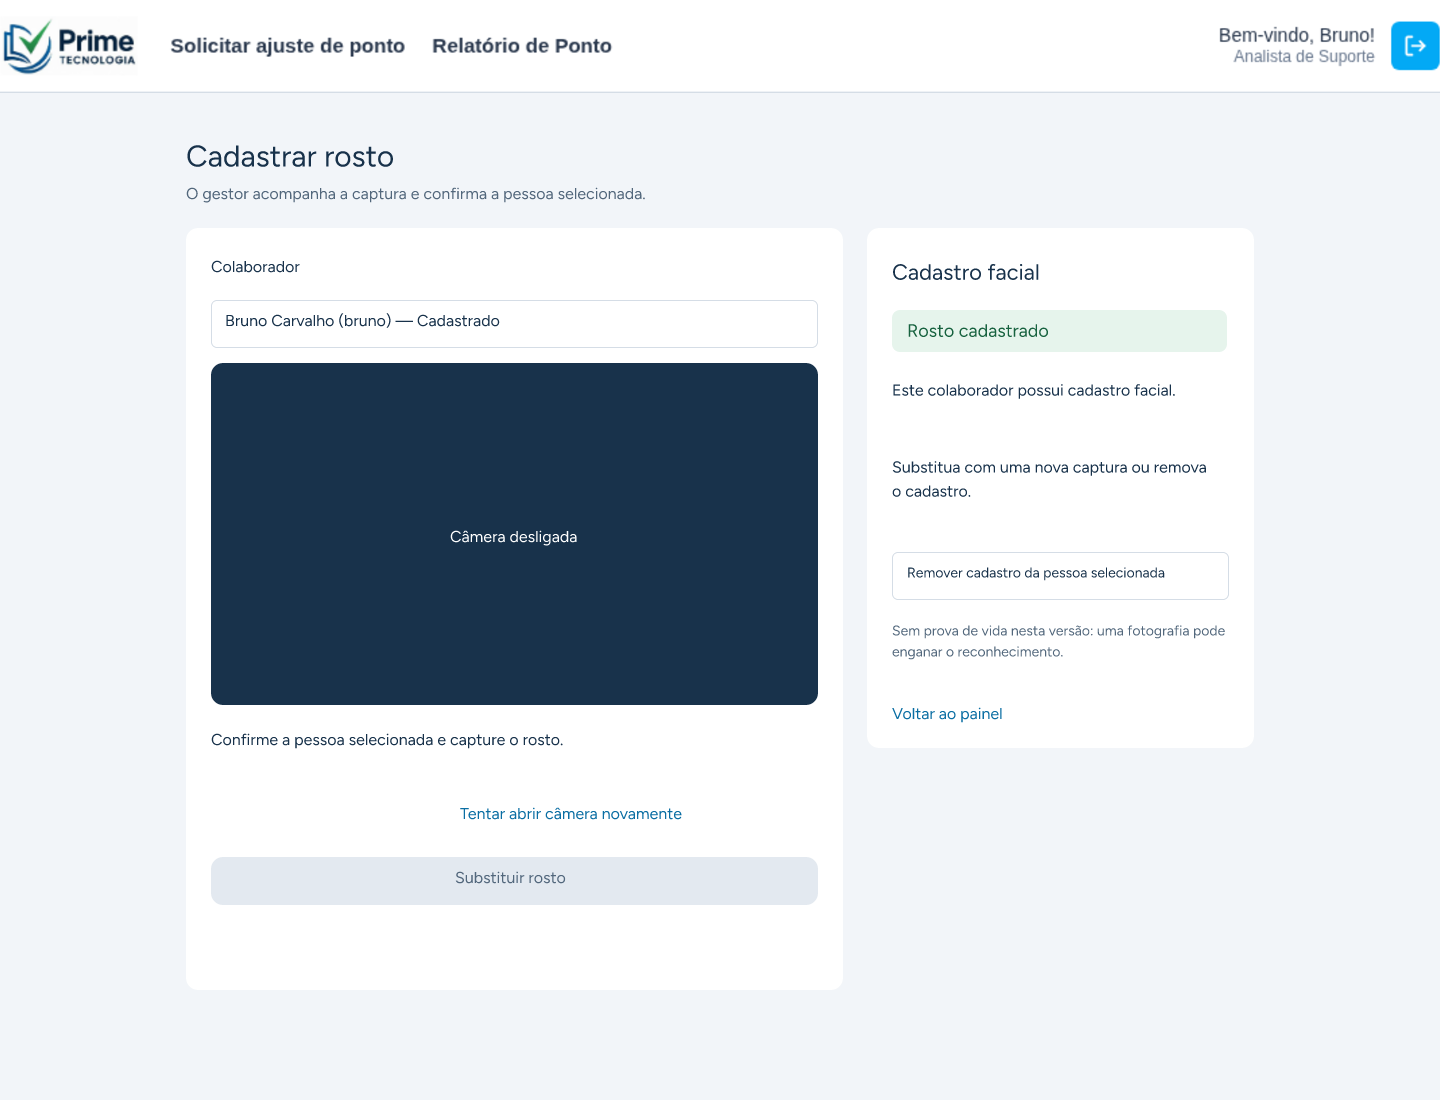 Prime
TECNOLOGIA
Solicitar ajuste de ponto
Relatório de Ponto
Bem-vindo, Bruno!
Analista de Suporte
Cadastrar rosto
O gestor acompanha a captura e confirma a pessoa selecionada.
Colaborador
Bruno Carvalho (bruno) — Cadastrado
Câmera desligada
Confirme a pessoa selecionada e capture o rosto.
Tentar abrir câmera novamente
Substituir rosto
Cadastro facial
Rosto cadastrado
Este colaborador possui cadastro facial.
Substitua com uma nova captura ou remova
o cadastro.
Remover cadastro da pessoa selecionada
Sem prova de vida nesta versão: uma fotografia pode
enganar o reconhecimento.
Voltar ao painel